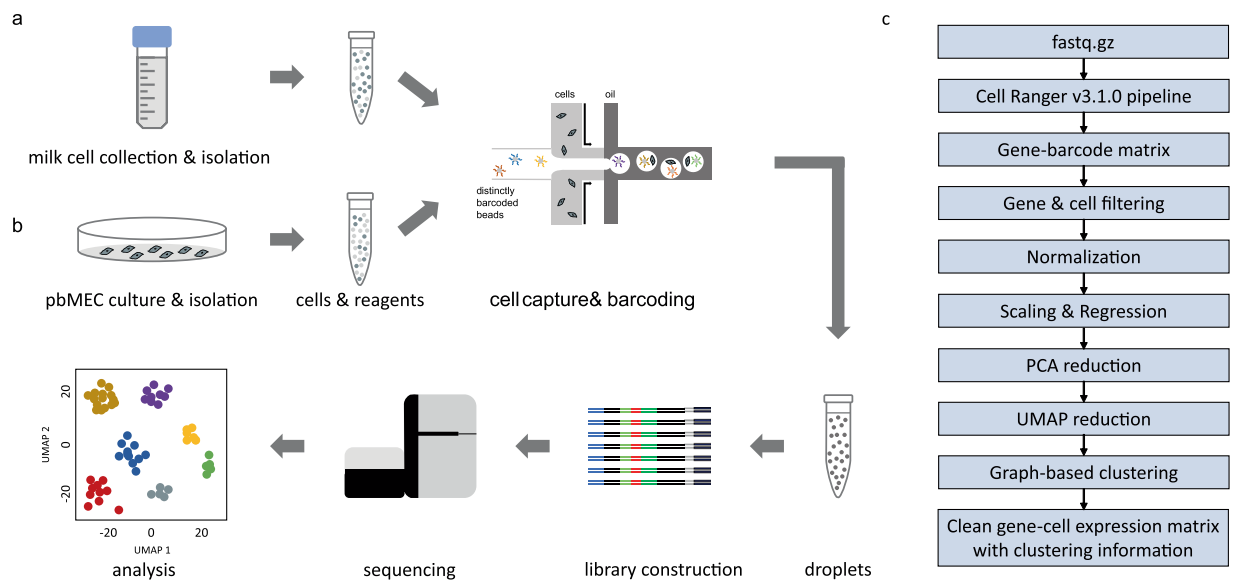 a
milk cell collection & isolation
b
pbMEC culture & isolation
cells & reagents
cells
oil
distinctly
barcoded
beads
cell capture& barcoding
20
0
-20
UMAP 2
-20
0
20
UMAP 1
analysis
sequencing
library construction
droplets
c
fastq.gz
Cell Ranger v3.1.0 pipeline
Gene-barcode matrix
Gene & cell filtering
Normalization
Scaling & Regression
PCA reduction
UMAP reduction
Graph-based clustering
Clean gene-cell expression matrix
with clustering information